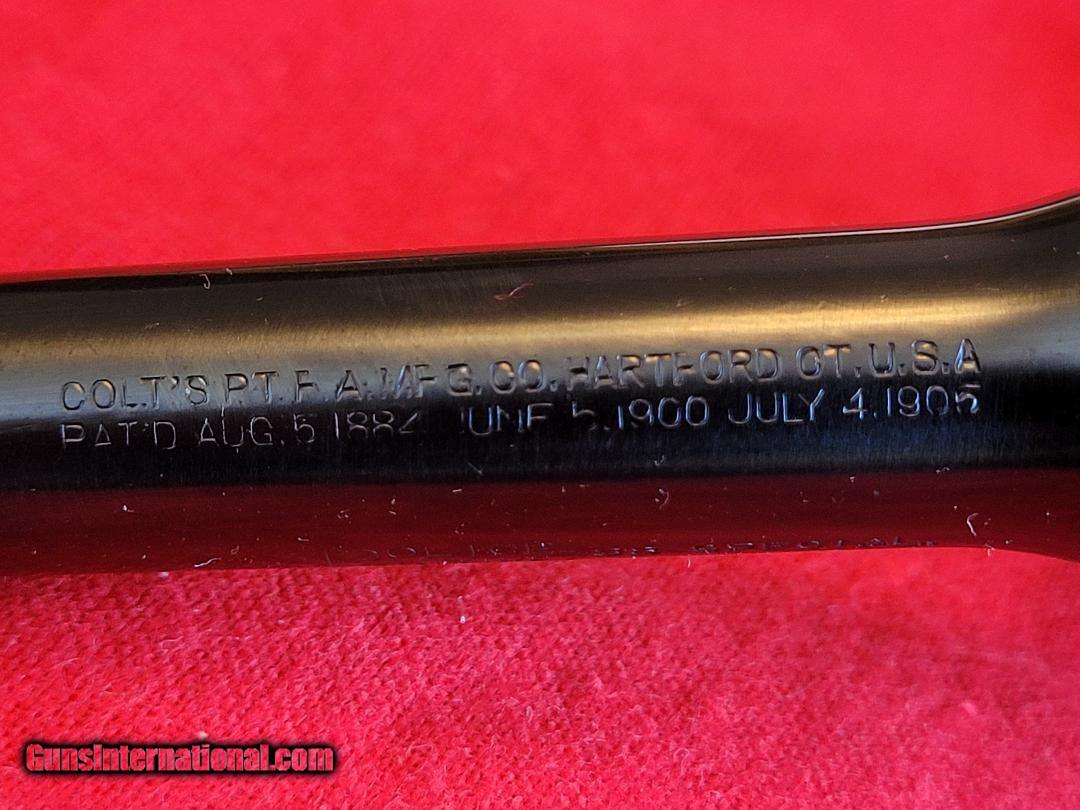 COLT'S PT. F. A. MFG. CO. HARTFORD CT. U.S.A
PAT'D AUG. 5 1884 JUNE 5, 1900 JULY 4, 1905
GunsInternational.com